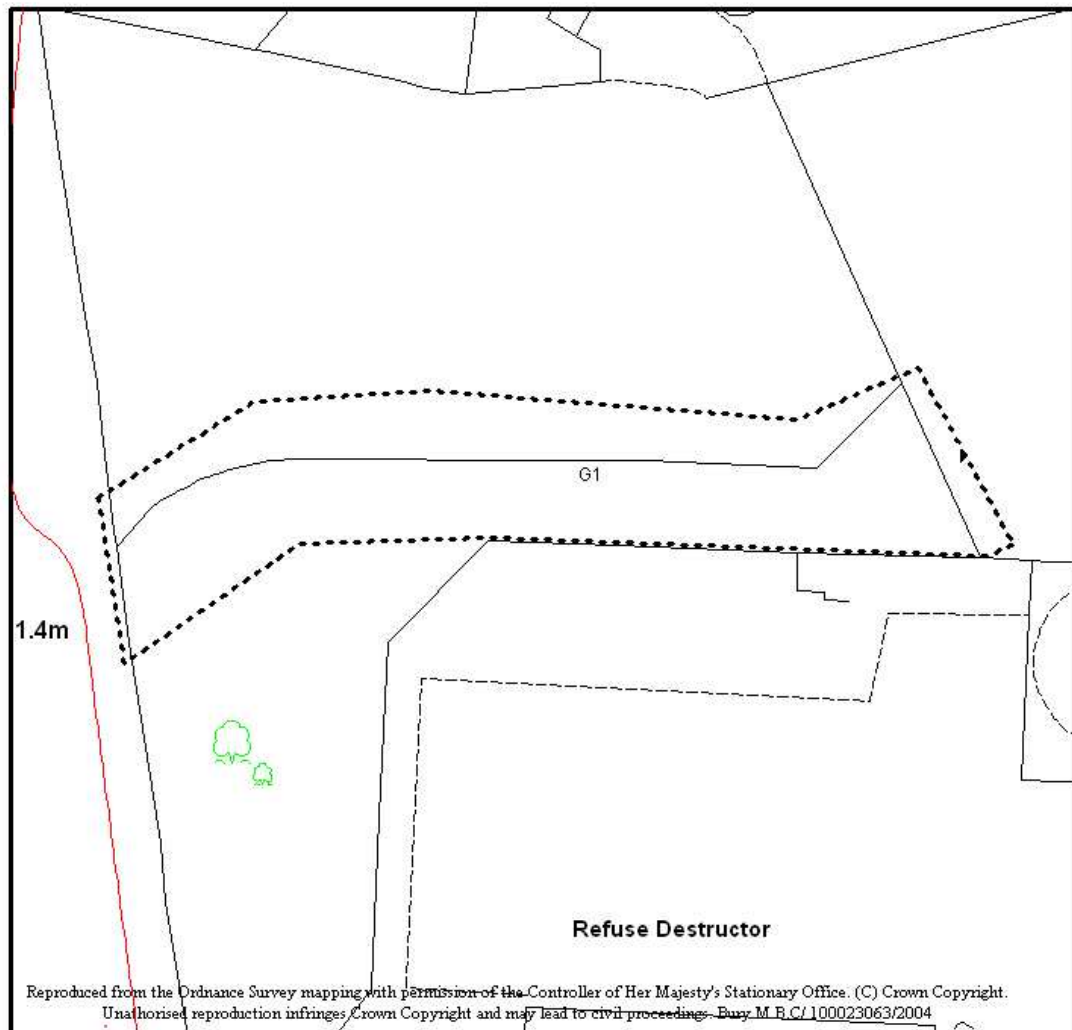 G1
1.4m
Refuse Destructor
Reproduced from the Ordnance Survey mapping with permission of the Controller of Her Majesty's Stationary Office. (C) Crown Copyright.
Unathorised reproduction infringes Crown Copyright and may lead to civil proceedings. Bury M.B.C/ 100023063/2004